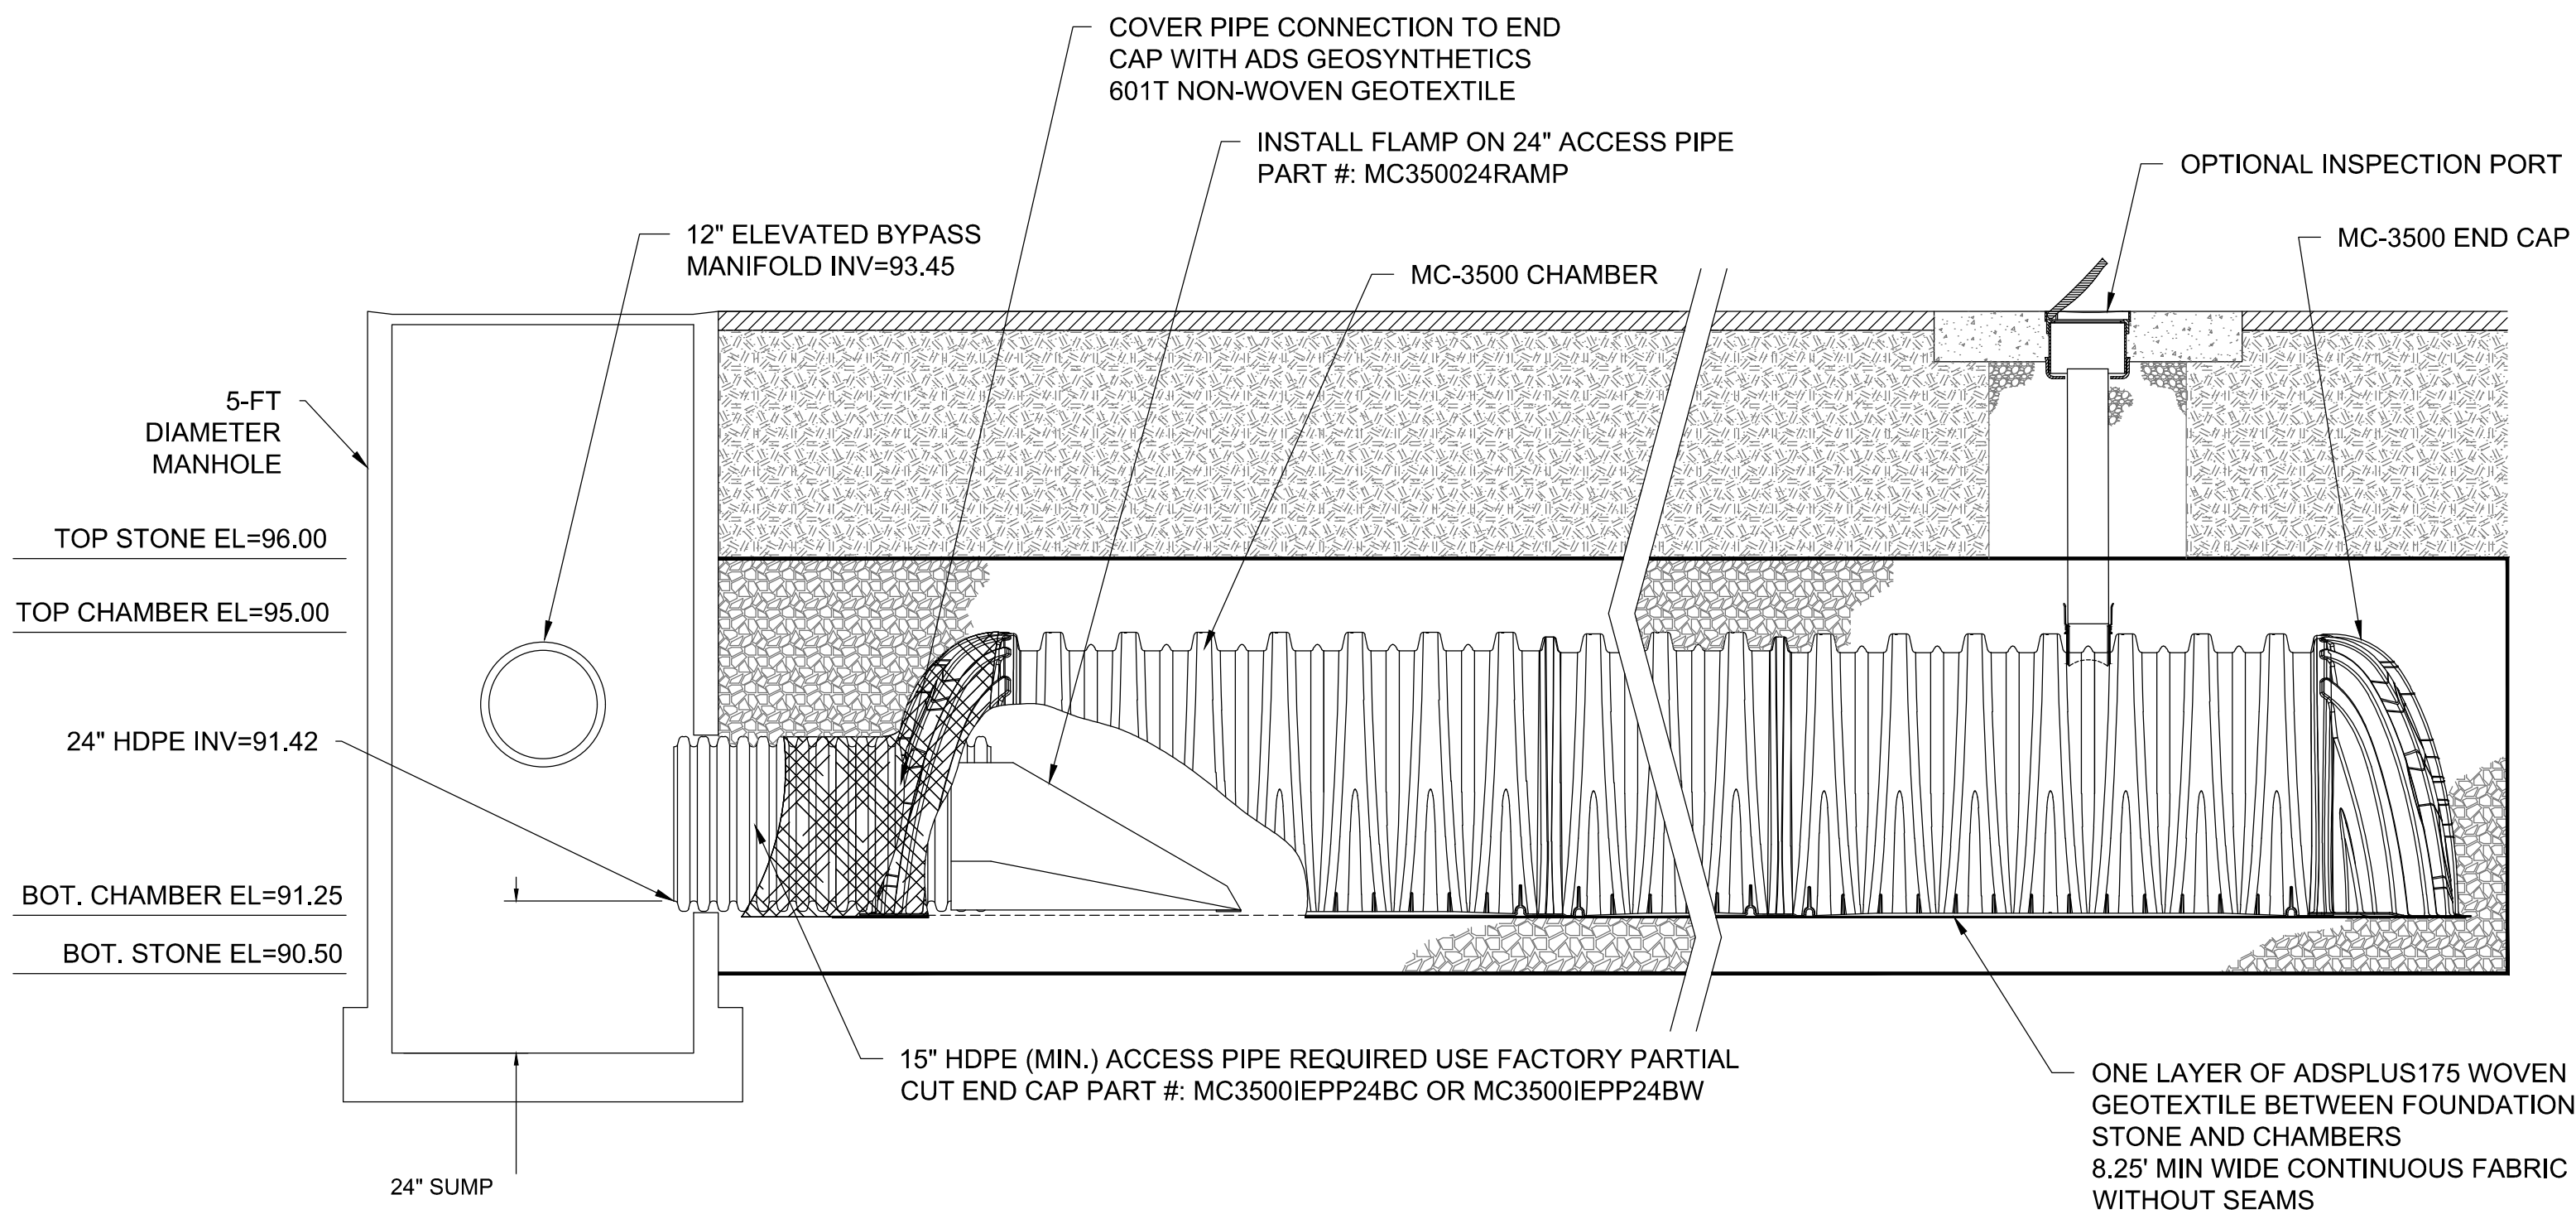 COVER PIPE CONNECTION TO END
CAP WITH ADS GEOSYNTHETICS
601T NON-WOVEN GEOTEXTILE
INSTALL FLAMP ON 24" ACCESS PIPE
PART #: MC350024RAMP
OPTIONAL INSPECTION PORT
12" ELEVATED BYPASS
MANIFOLD INV=93.45
MC-3500 CHAMBER
MC-3500 END CAP
5-FT
DIAMETER
MANHOLE
TOP STONE EL=96.00
TOP CHAMBER EL=95.00
24" HDPE INV=91.42
BOT. CHAMBER EL=91.25
BOT. STONE EL=90.50
15" HDPE (MIN.) ACCESS PIPE REQUIRED USE FACTORY PARTIAL
CUT END CAP PART #: MC3500IEPP24BC OR MC3500IEPP24BW
24" SUMP
ONE LAYER OF ADSPLUS175 WOVEN
GEOTEXTILE BETWEEN FOUNDATION
STONE AND CHAMBERS
8.25' MIN WIDE CONTINUOUS FABRIC
WITHOUT SEAMS